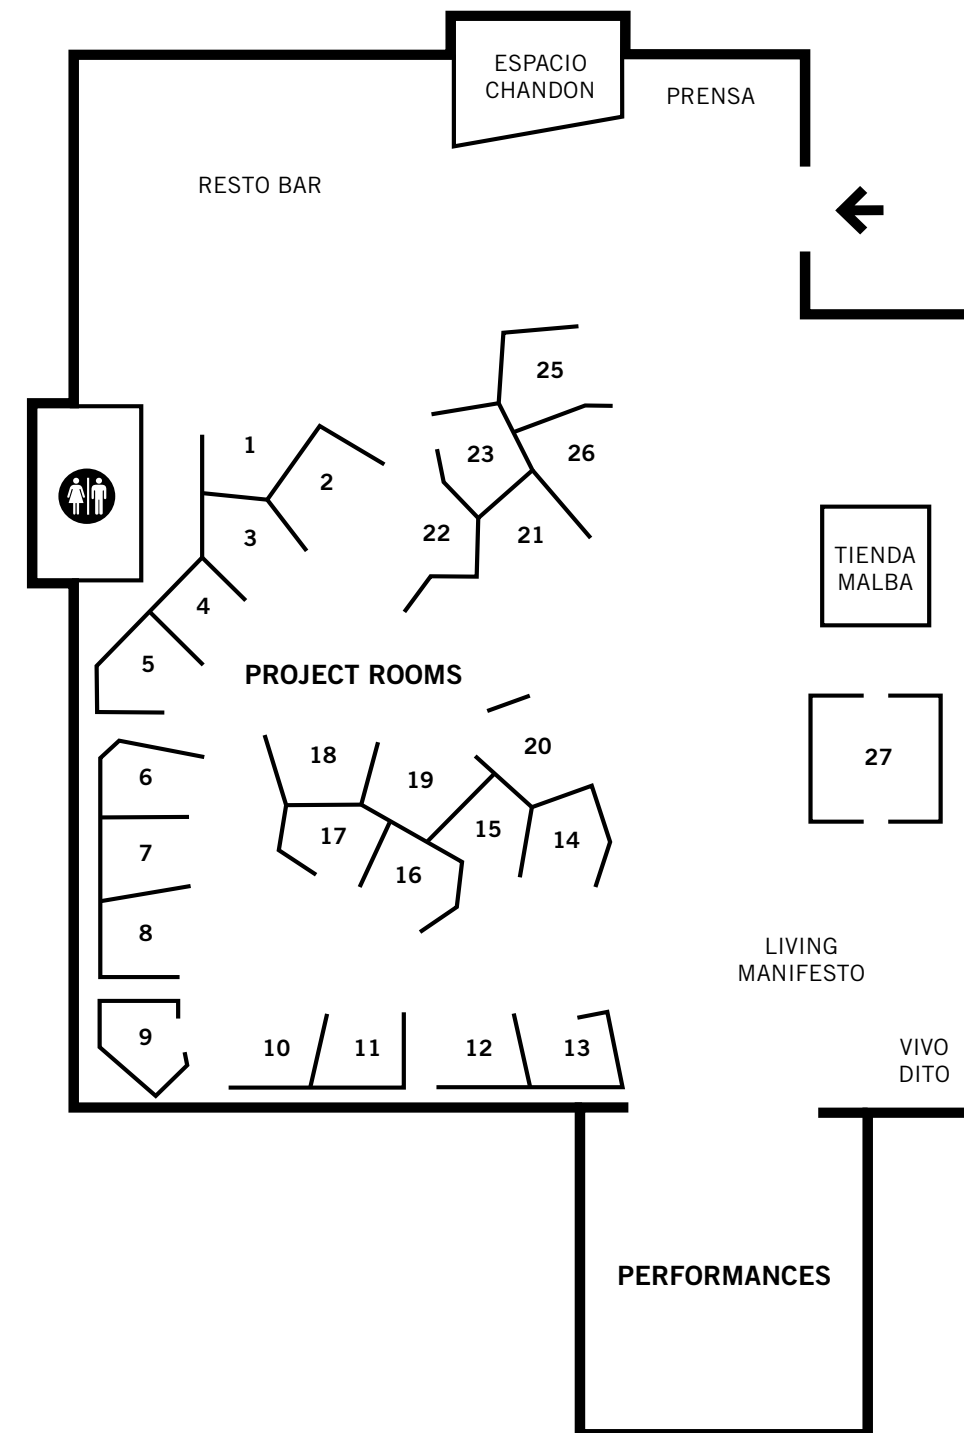 ESPACIO
CHANDON
PRENSA
RESTO BAR
25
1
23
26
2
22
21
3
TIENDA
MALBA
4
5
PROJECT ROOMS
20
18
27
6
19
15
17
14
7
16
8
LIVING
MANIFESTO
9
10
11
12
13
VIVO
DITO
PERFORMANCES